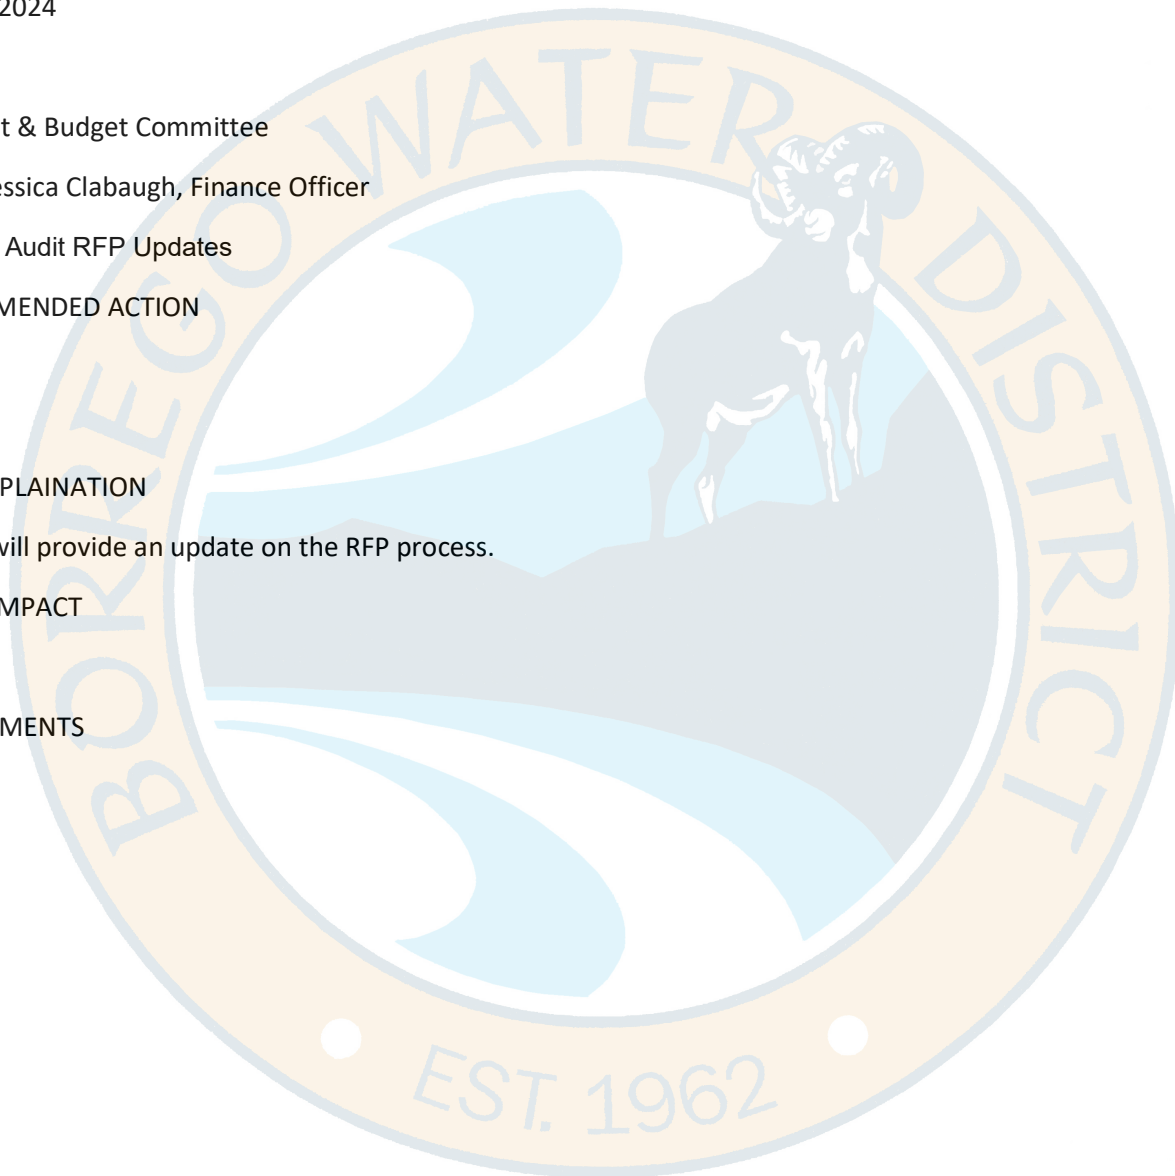 2024
t & Budget Committee
essica Clabaugh, Finance Officer
Audit RFP Updates
MENDED ACTION
PLAINATION
will provide an update on the RFP process.
MPACT
MENTS
BORREGO WATER DISTRICT
EST. 1962